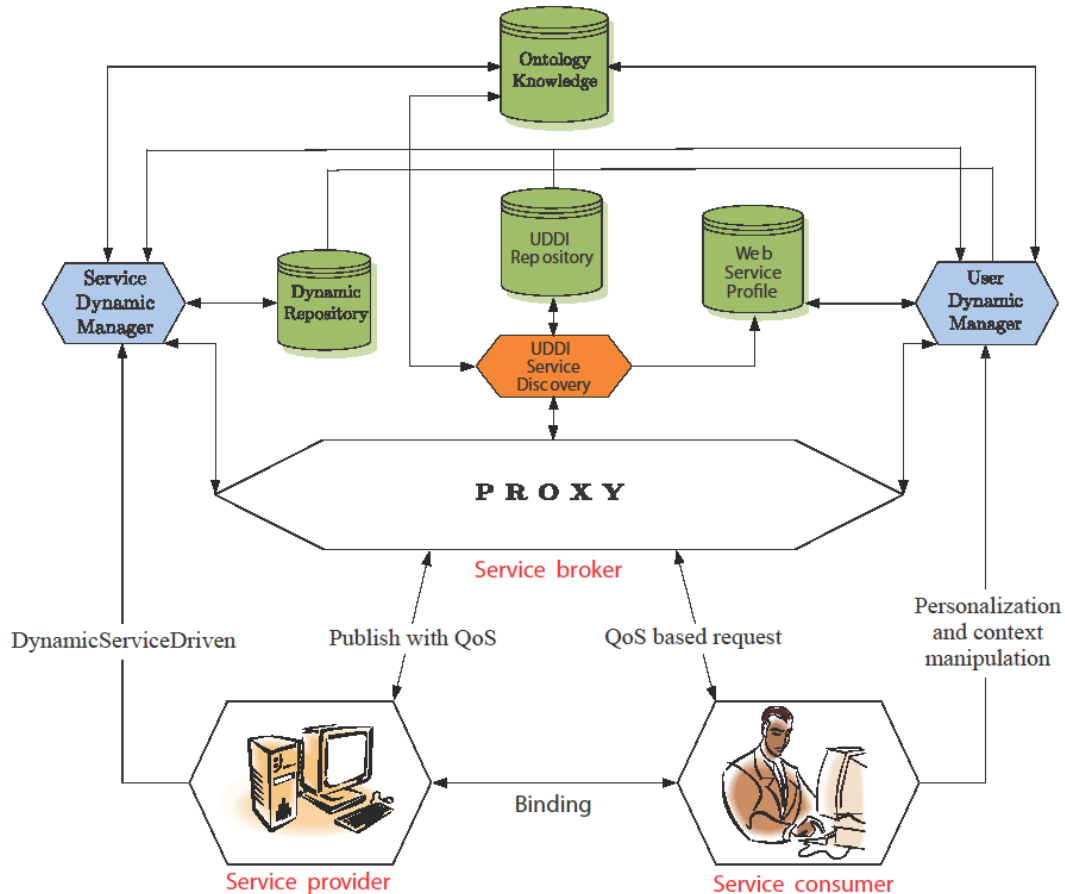 Ontology
Knowledge
UDDI
Repository
Web
Service
Profile
Service
Dynamic
Manager
Dynamic
Repository
User
Dynamic
Manager
UDDI
Service
Discovery
P R O X Y
Service broker
DynamicServiceDriven
Publish with QoS
QoS based request
Personalization
and context
manipulation
Binding
Service provider
Service consumer